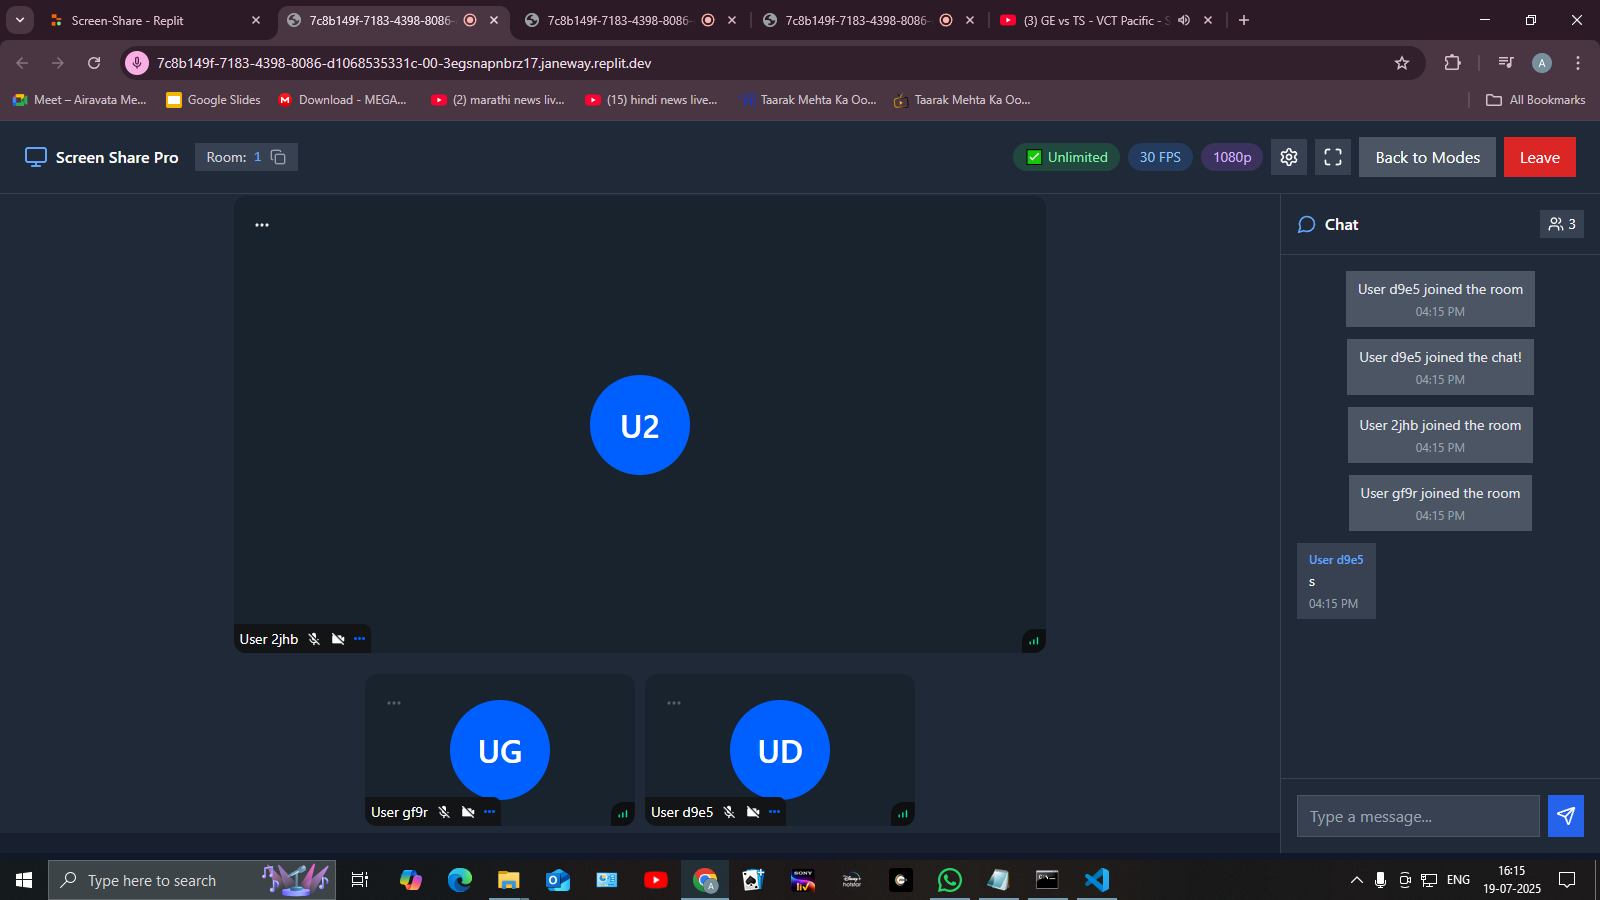 Screen-Share - Replit
7c8b149f-7183-4398-8086-
7c8b149f-7183-4398-8086-
7c8b149f-7183-4398-8086-
(3) GE vs TS - VCT Pacific - S
7c8b149f-7183-4398-8086-d1068535331c-00-3egsnapnbrz17.janeway.replit.dev
A
Meet – Airavata Me...
Google Slides
Download - MEGA...
(2) marathi news liv...
(15) hindi news live...
Taarak Mehta Ka Oo...
Taarak Mehta Ka Oo...
All Bookmarks
Screen Share Pro
Room: 1
Unlimited
30 FPS
1080p
Back to Modes
Leave
Chat
3
User d9e5 joined the room
04:15 PM
User d9e5 joined the chat!
04:15 PM
User 2jhb joined the room
04:15 PM
User gf9r joined the room
04:15 PM
User d9e5
s
04:15 PM
U2
User 2jhb
UG
User gf9r
UD
User d9e5
Type a message...
Type here to search
SONY
liv
disney+
hotstar
ENG
16:15
19-07-2025